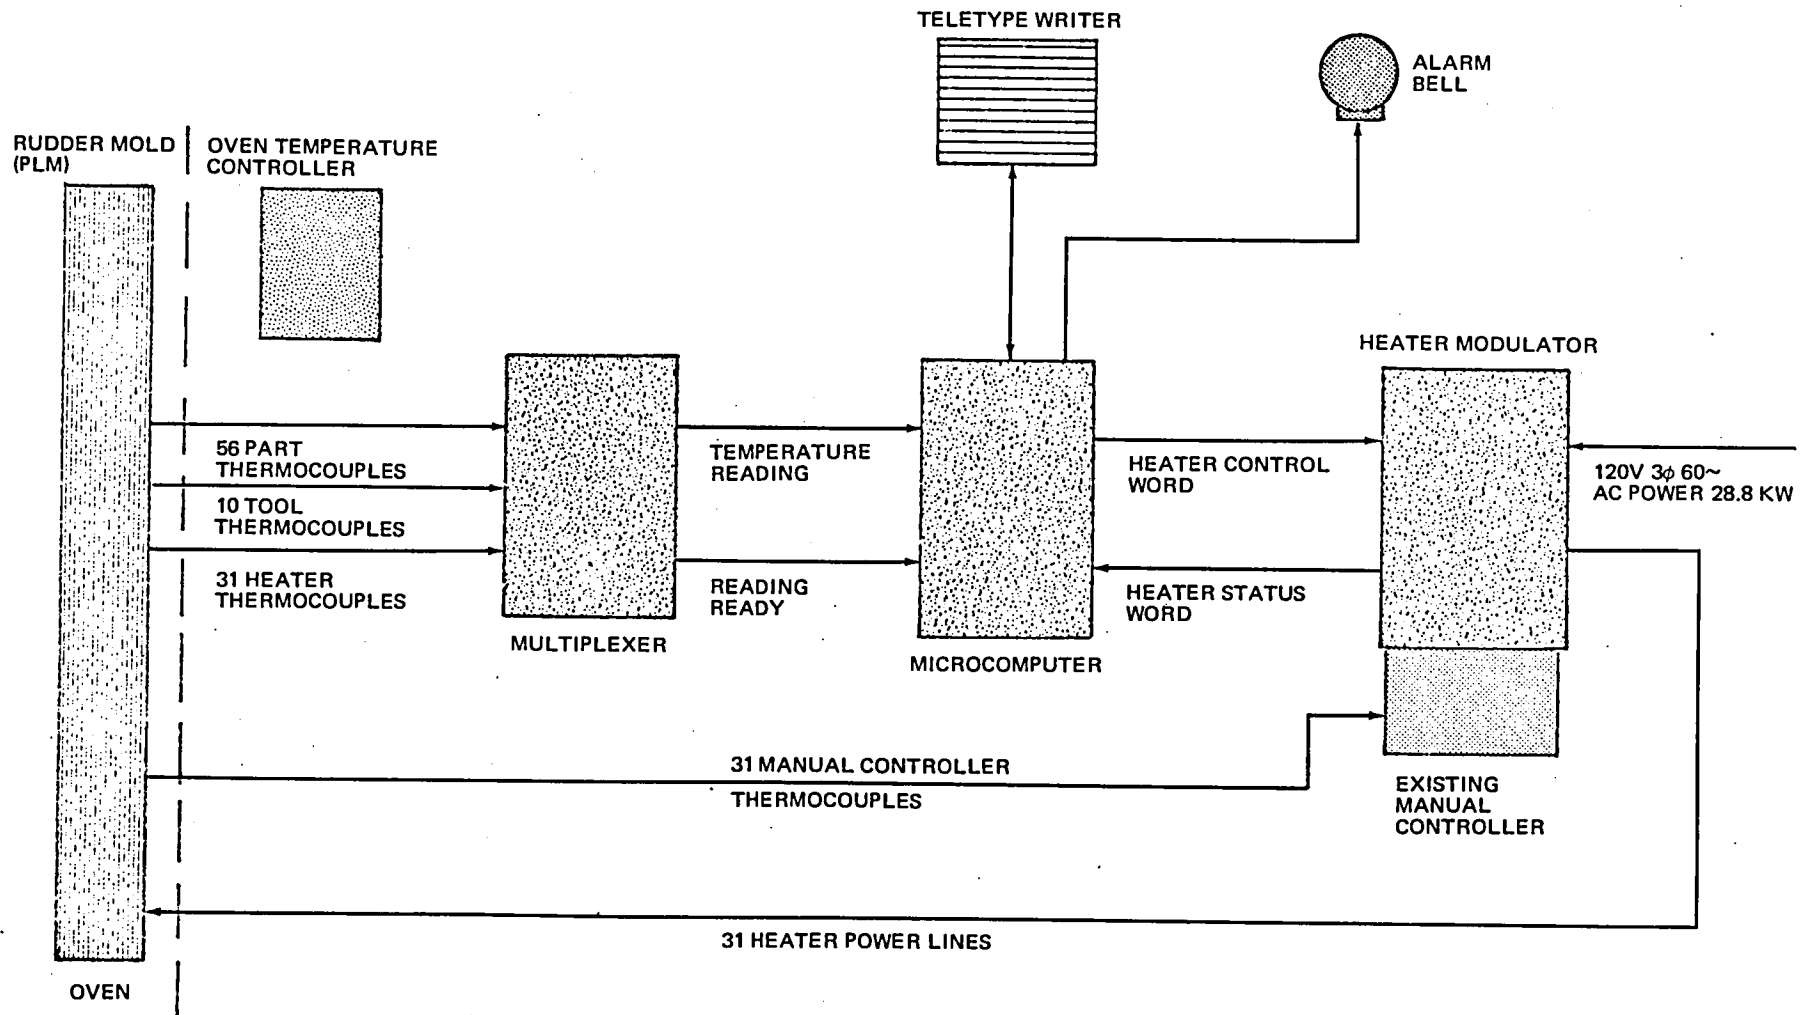 TELETYPE WRITER
ALARM
BELL
RUDDER MOLD
(PLM)
OVEN TEMPERATURE
CONTROLLER
HEATER MODULATOR
56 PART
THERMOCOUPLES
10 TOOL
THERMOCOUPLES
31 HEATER
THERMOCOUPLES
MULTIPLEXER
TEMPERATURE
READING
READING
READY
MICROCOMPUTER
HEATER CONTROL
WORD
HEATER STATUS
WORD
120V 3ϕ 60~
AC POWER 28.8 KW
31 MANUAL CONTROLLER
THERMOCOUPLES
EXISTING
MANUAL
CONTROLLER
31 HEATER POWER LINES
OVEN